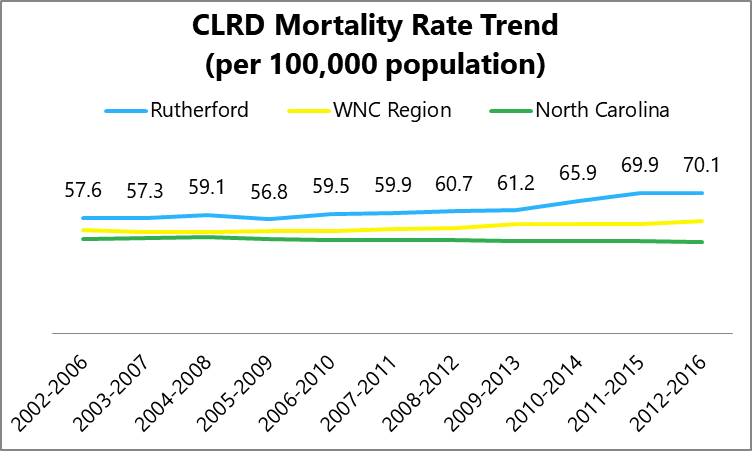 CLRD Mortality Rate Trend
(per 100,000 population)
Rutherford WNC Region North Carolina
57.6 57.3 59.1 56.8 59.5 59.9 60.7 61.2 65.9 69.9 70.1
2002-2006 2003-2007 2004-2008 2005-2009 2006-2010 2007-2011 2008-2012 2009-2013 2010-2014 2011-2015 2012-2016